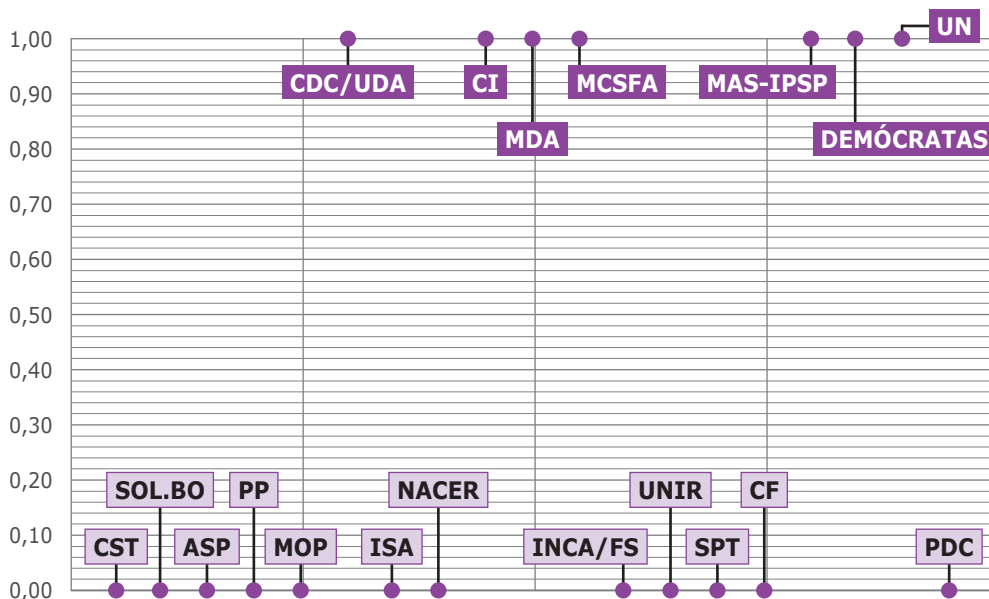 UN
1,00
CDC/UDA
CI
MCSFA
MAS-IPSP
0,90
MDA
DEMÓCRATAS
0,80
0,70
0,60
0,50
0,40
0,30
0,20
SOL.BO
PP
NACER
UNIR
CF
0,10
CST
ASP
MOP
ISA
INCA/FS
SPT
PDC
0,00